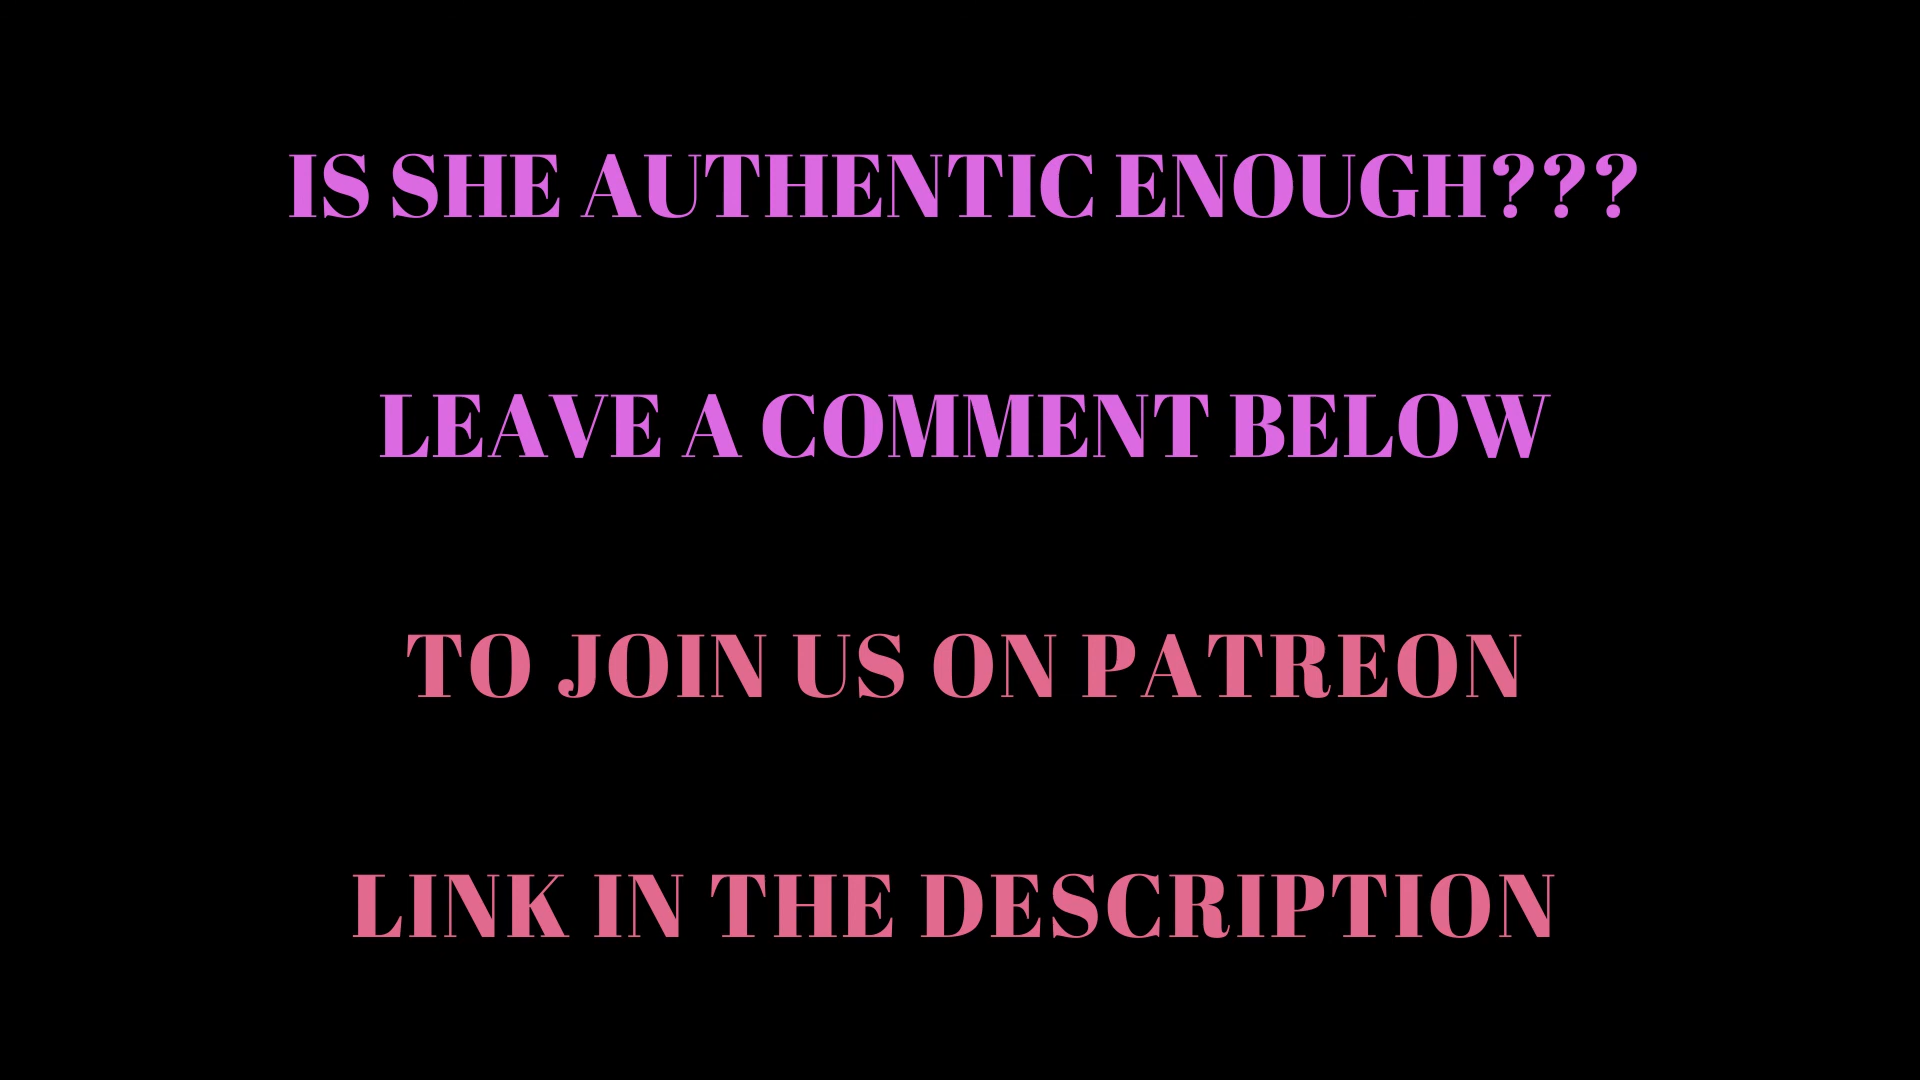 IS SHE AUTHENTIC ENOUGH???
LEAVE A COMMENT BELOW
TO JOIN US ON PATREON
LINK IN THE DESCRIPTION